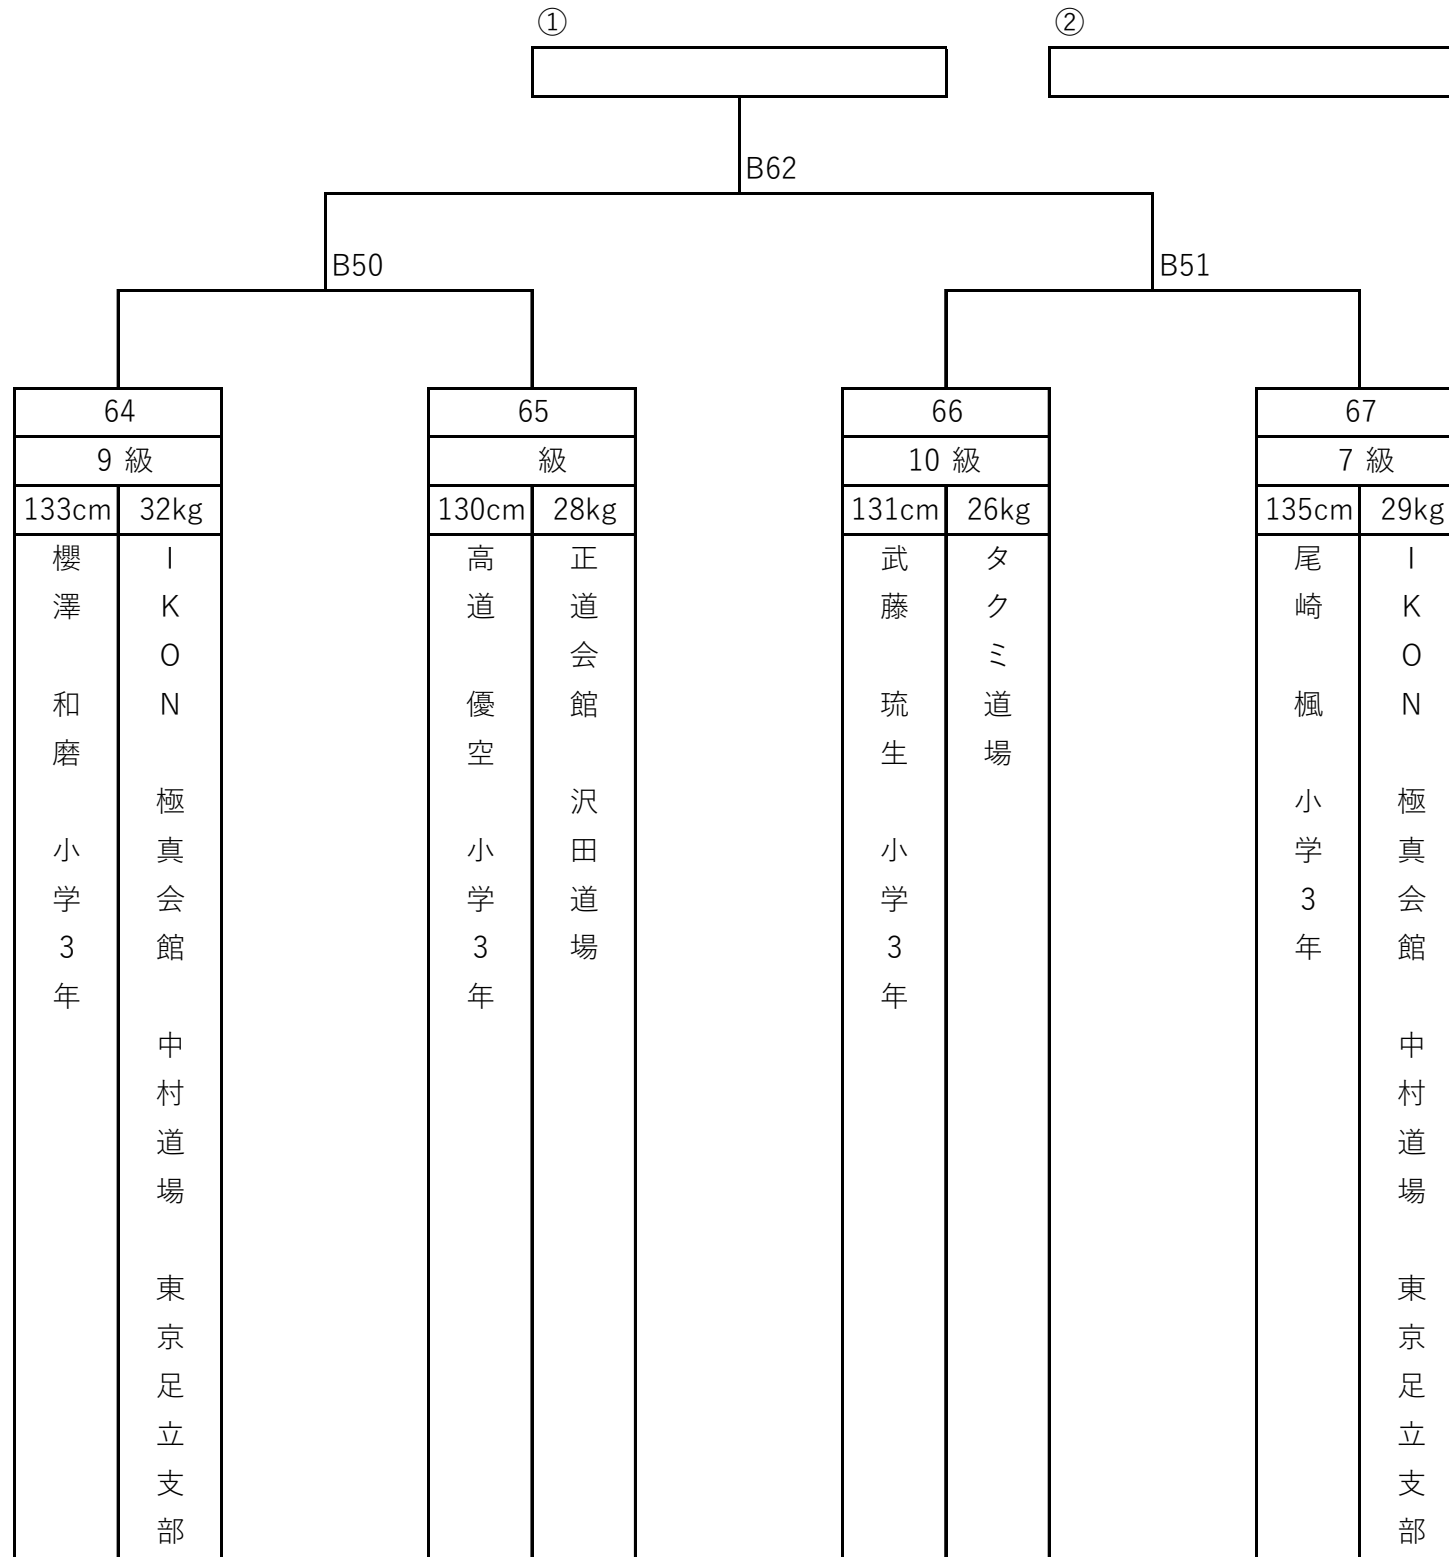 ①
②
B62
B50
B51
64
9 級
133cm
32kg
櫻澤 和磨 小学3年
IKON 極真会館 中村道場 東京足立支部
65
級
130cm
28kg
高道 優空 小学3年
正道会館 沢田道場
66
10 級
131cm
26kg
武藤 琉生 小学3年
タクミ道場
67
7 級
135cm
29kg
尾崎 楓 小学3年
IKON 極真会館 中村道場 東京足立支部